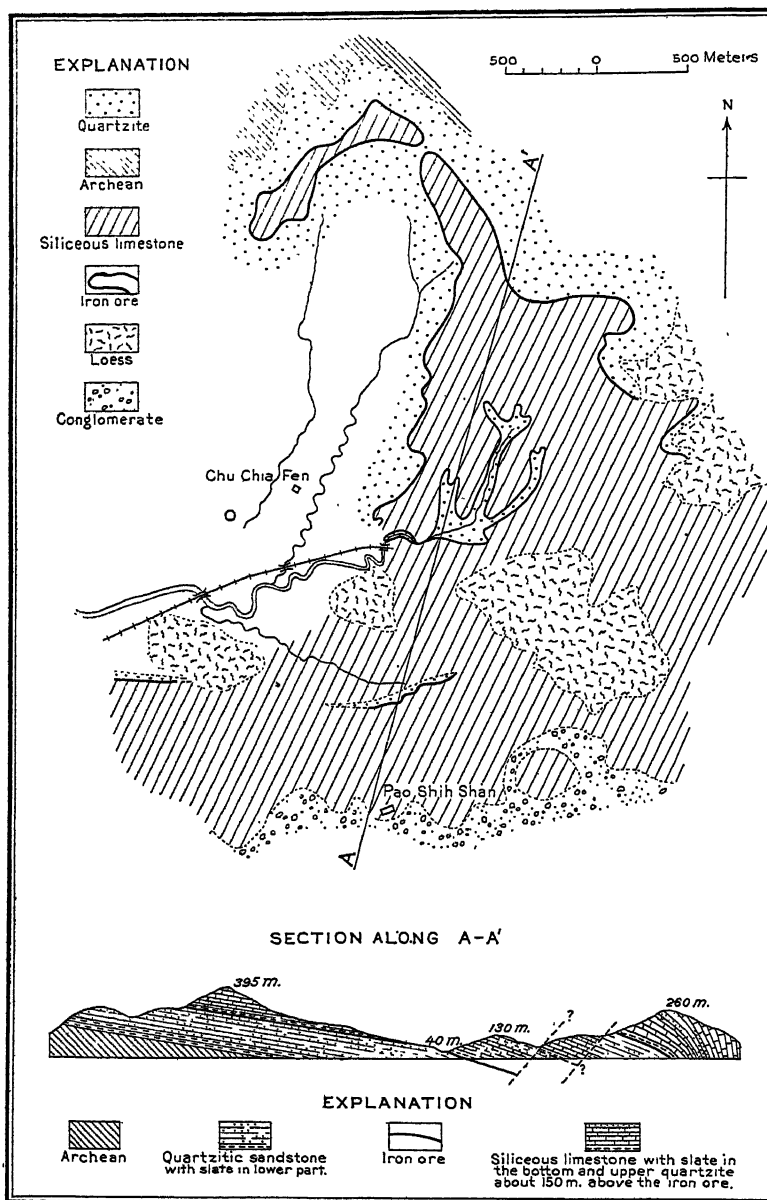 EXPLANATION
Quartzite
Archean
Siliceous limestone
Iron ore
Loess
Conglomerate
500 0 500 Meters
N
A'
Chu Chia Fen
Pao Shih Shan
A
SECTION ALONG A-A'
395 m.
40 m.
130 m.
?
260 m.
?
EXPLANATION
Archean
Quartzitic sandstone
with slate in lower part.
Iron ore
Siliceous limestone with slate in
the bottom and upper quartzite
about 150 m. above the iron ore.